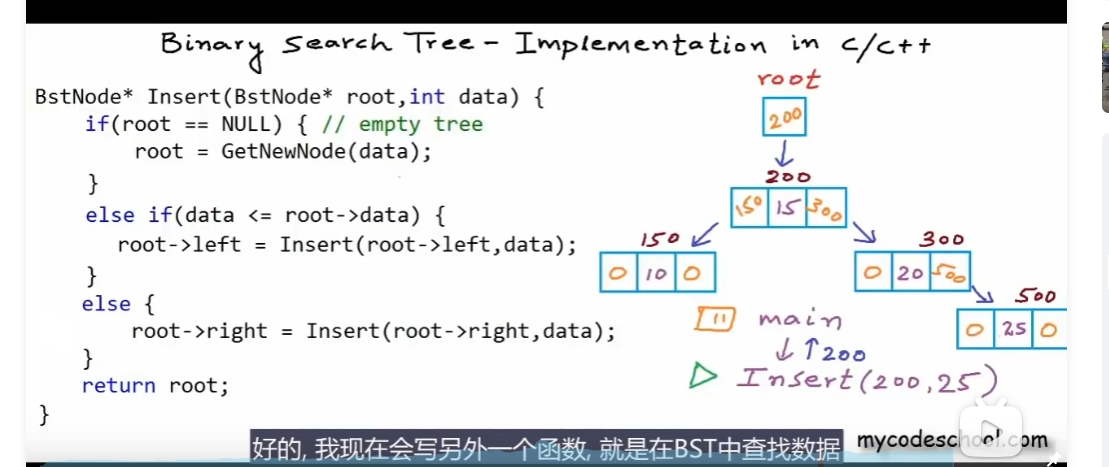 Binary Search Tree - Implementation in C/C++
root
BstNode* Insert(BstNode* root,int data) {
200
if(root == NULL) { // empty tree
root = GetNewNode(data);
}
200
150 15 300
else if(data <= root->data) {
root->left = Insert(root->left,data);
}
150
300
0 10 0
0 20 500
else {
root->right = Insert(root->right,data);
}
500
0 25 0
main
200
Insert(200,25)
return root;
}
好的, 我现在会写另外一个函数, 就是在BST中查找数据
mycodeschool.com